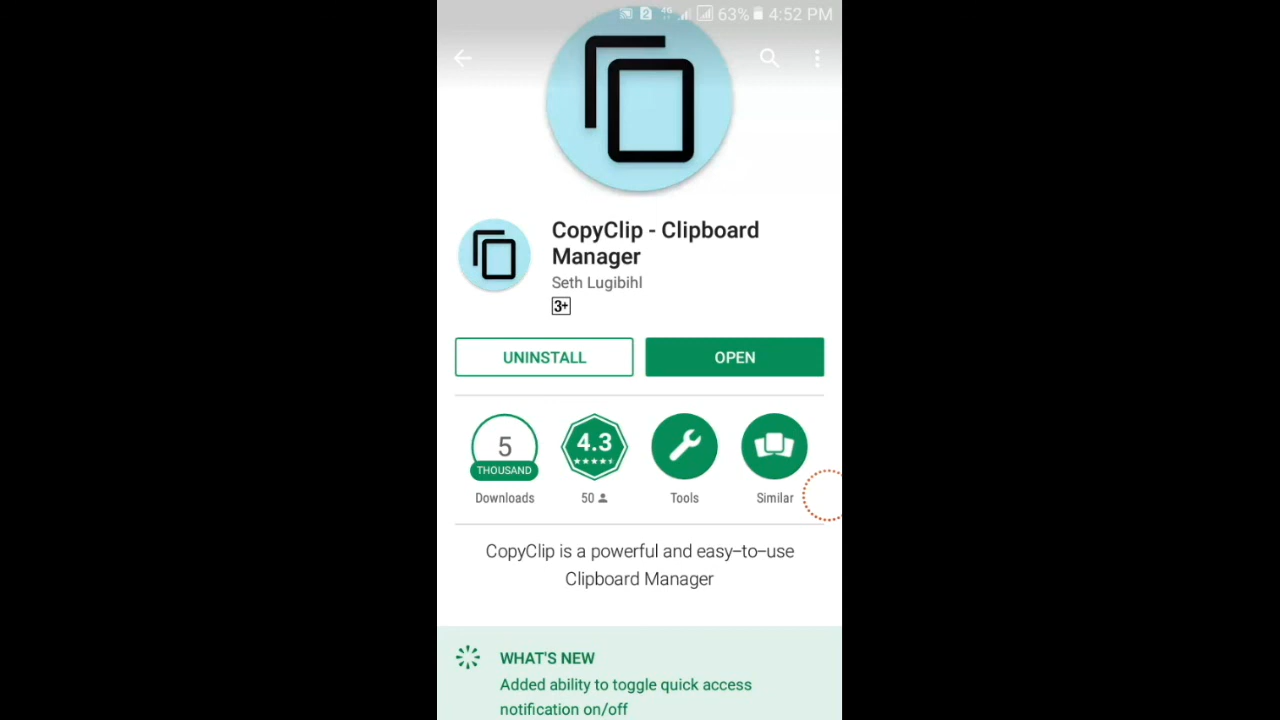 63% 4:52 PM
CopyClip - Clipboard
Manager
Seth Lugibihl
3+
UNINSTALL
OPEN
5
THOUSAND
Downloads
4.3
50
Tools
Similar
CopyClip is a powerful and easy-to-use
Clipboard Manager
WHAT'S NEW
Added ability to toggle quick access
notification on/off